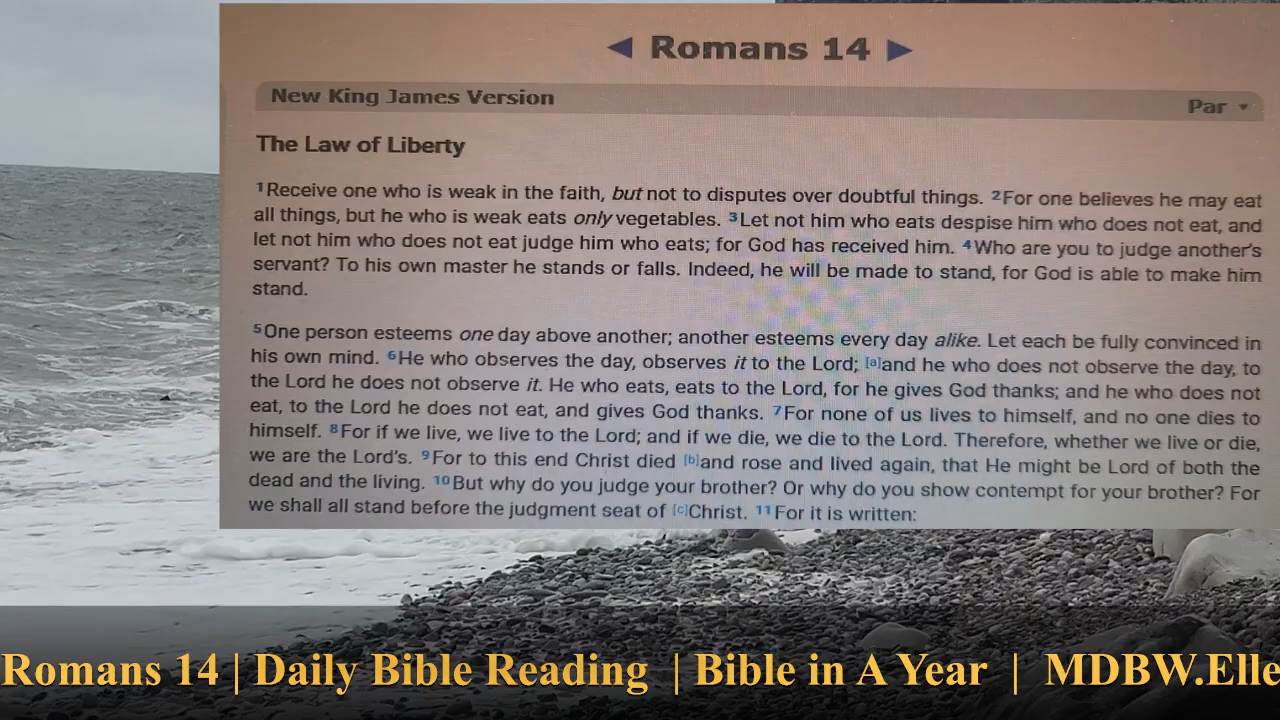 ◄ Romans 14 ►
New King James Version
Par ▾
The Law of Liberty
1Receive one who is weak in the faith, but not to disputes over doubtful things. 2For one believes he may eat
all things, but he who is weak eats only vegetables. 3Let not him who eats despise him who does not eat, and
let not him who does not eat judge him who eats; for God has received him. 4Who are you to judge another's
servant? To his own master he stands or falls. Indeed, he will be made to stand, for God is able to make him
stand.
5One person esteems one day above another; another esteems every day alike. Let each be fully convinced in
his own mind. 6He who observes the day, observes it to the Lord; [a]and he who does not observe the day, to
the Lord he does not observe it. He who eats, eats to the Lord, for he gives God thanks; and he who does not
eat, to the Lord he does not eat, and gives God thanks. 7For none of us lives to himself, and no one dies to
himself. 8For if we live, we live to the Lord; and if we die, we die to the Lord. Therefore, whether we live or die,
we are the Lord's. 9For to this end Christ died [b]and rose and lived again, that He might be Lord of both the
dead and the living. 10But why do you judge your brother? Or why do you show contempt for your brother? For
we shall all stand before the judgment seat of [c]Christ. 11For it is written:
Romans 14 | Daily Bible Reading | Bible in A Year | MDBW.Elle